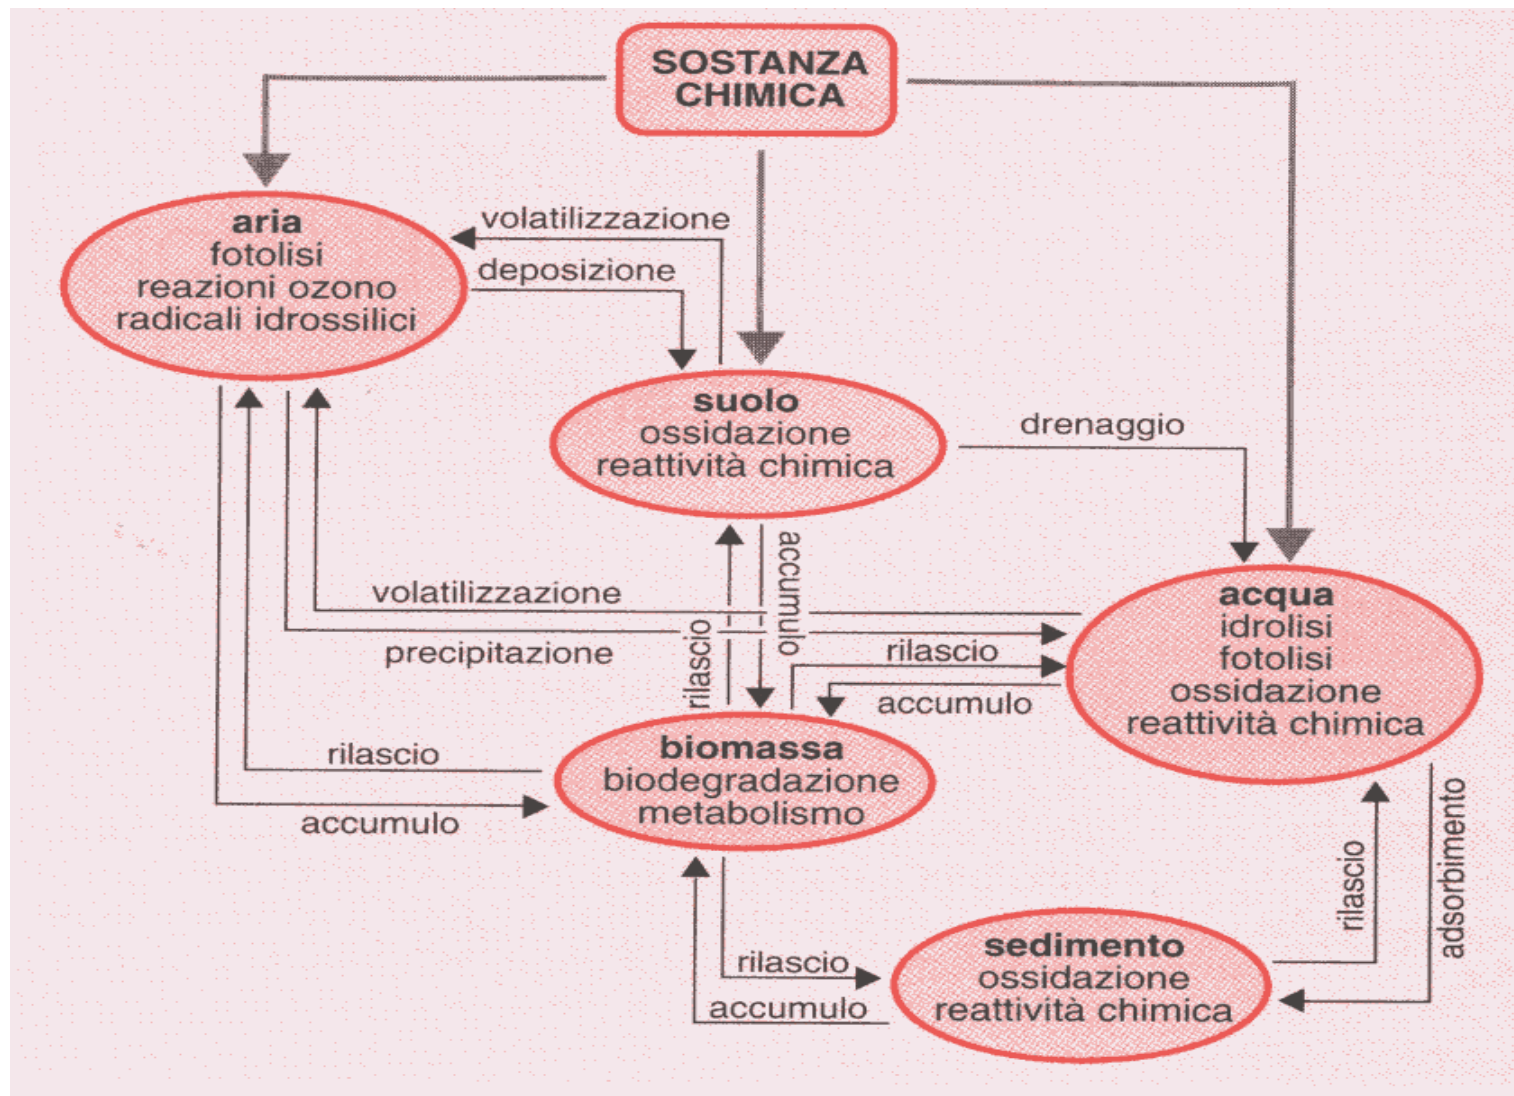 SOSTANZA
CHIMICA
aria
fotolisi
reazioni ozono
radicali idrossilici
volatilizzazione
deposizione
suolo
ossidazione
reattività chimica
drenaggio
accumulo
rilascio
volatilizzazione
precipitazione
rilascio
accumulo
acqua
idrolisi
fotolisi
ossidazione
reattività chimica
rilascio
accumulo
biomassa
biodegradazione
metabolismo
rilascio
adsorbimento
rilascio
accumulo
sedimento
ossidazione
reattività chimica